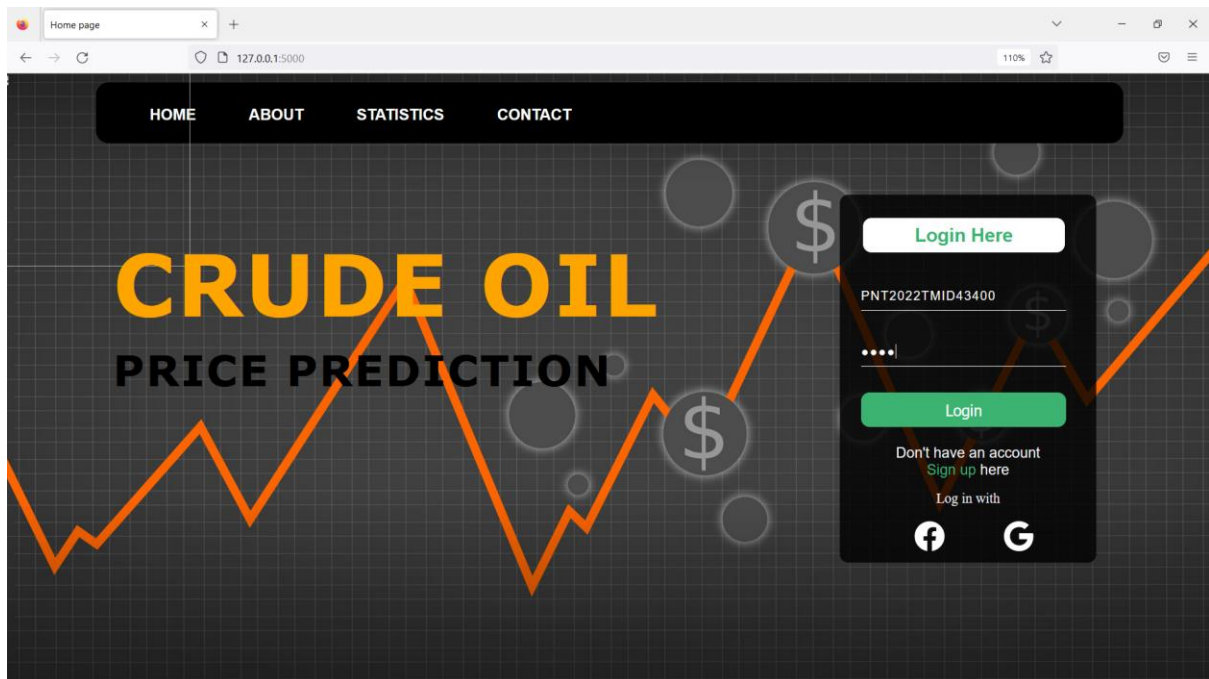 Home page
127.0.0.1:5000
110%
HOME ABOUT STATISTICS CONTACT
CRUDE OIL
PRICE PREDICTION
$
$
$
Login Here
PNT2022TMID43400
••••
Login
Don't have an account
Sign up here
Log in with
G